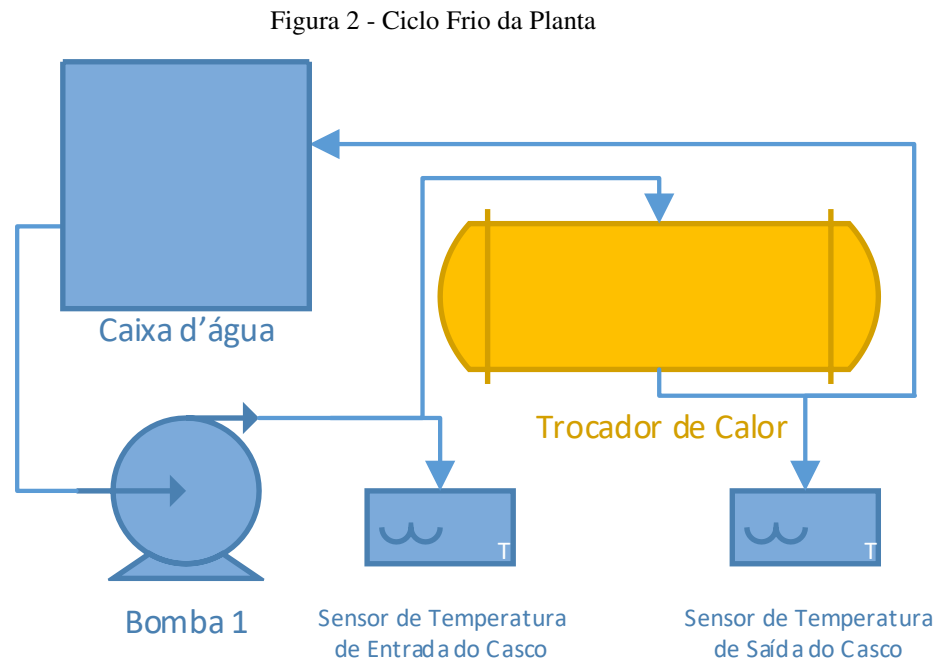 Figura 2 - Ciclo Frio da Planta
Caixa d’água
Trocador de Calor
T
T
Bomba 1
Sensor de Temperatura
de Entrada do Casco
Sensor de Temperatura
de Saída do Casco